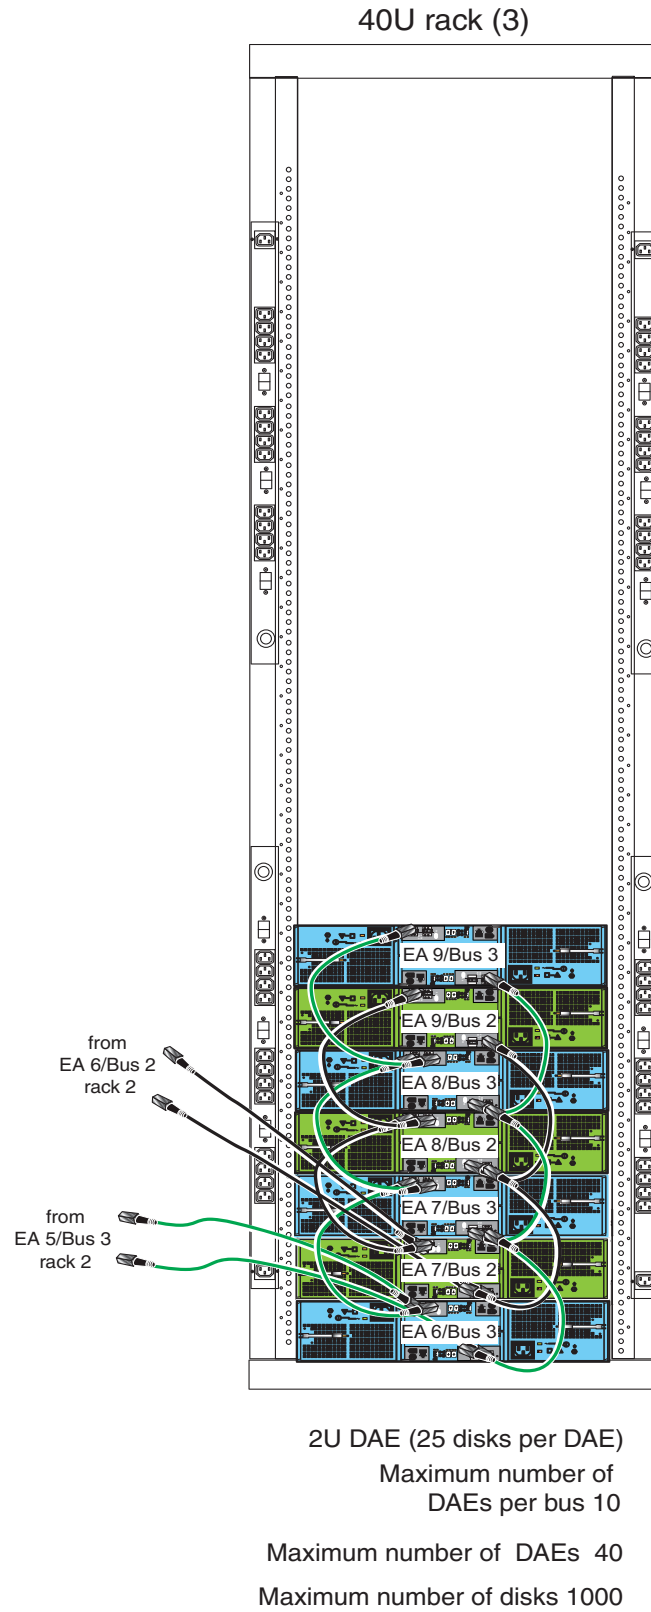 40U rack (3)
EA 9/Bus 3
EA 9/Bus 2
EA 8/Bus 3
EA 8/Bus 2
EA 7/Bus 3
EA 7/Bus 2
EA 6/Bus 3
from
EA 6/Bus 2
rack 2
from
EA 5/Bus 3
rack 2
2U DAE (25 disks per DAE)
Maximum number of
DAEs per bus 10
Maximum number of DAEs 40
Maximum number of disks 1000